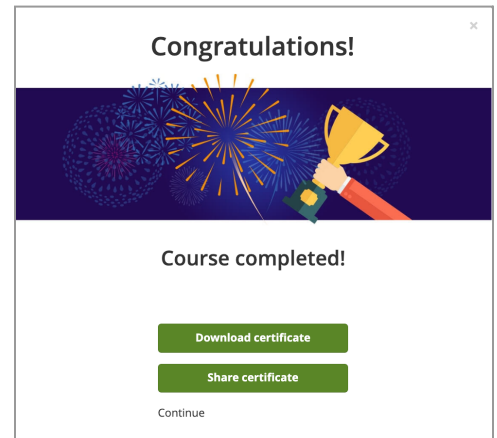 ×
Congratulations!
Course completed!
Download certificate
Share certificate
Continue